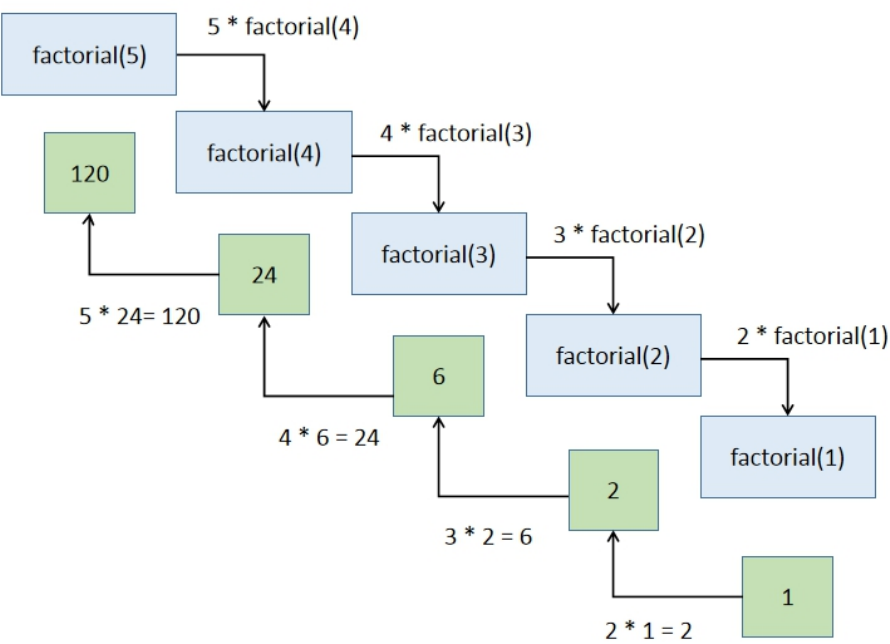 5 * factorial(4)
factorial(5)
4 * factorial(3)
factorial(4)
120
3 * factorial(2)
factorial(3)
24
5 * 24= 120
2 * factorial(1)
factorial(2)
6
4 * 6 = 24
factorial(1)
2
3 * 2 = 6
1
2 * 1 = 2